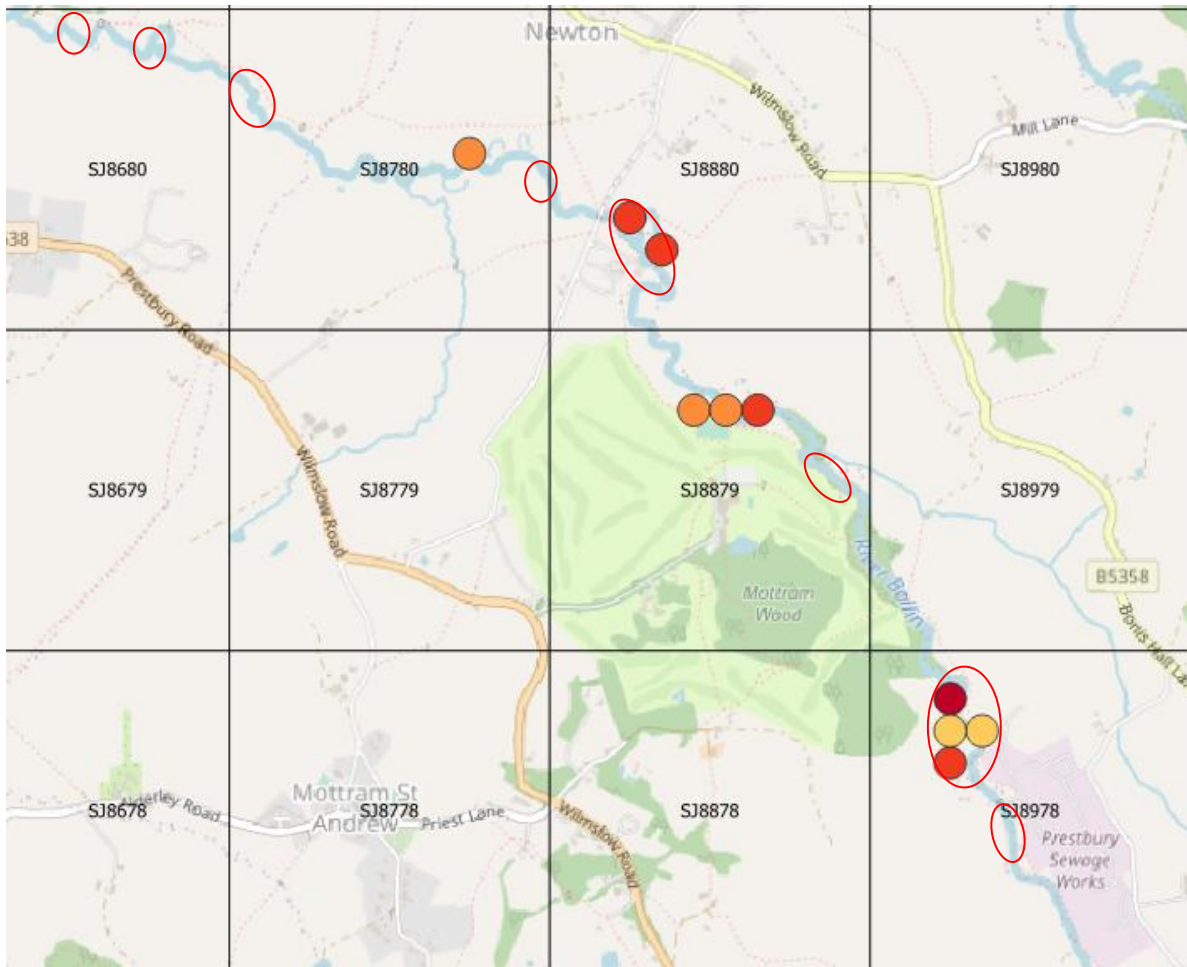 Newton
Wilmslow Road
Mill Lane
SJ8680
SJ8780
SJ8880
SJ8980
38
Prestbury Road
Wilmslow Road
SJ8679
SJ8779
SJ8879
SJ8979
River Bollin
B5358
Mottram
Wood
Bonis Hall La
Mottram St
Andrew
Alderley Road
Priest Lane
SJ8678
SJ8778
SJ8878
SJ8978
Wilmslow Road
Prestbury
Sewage
Works